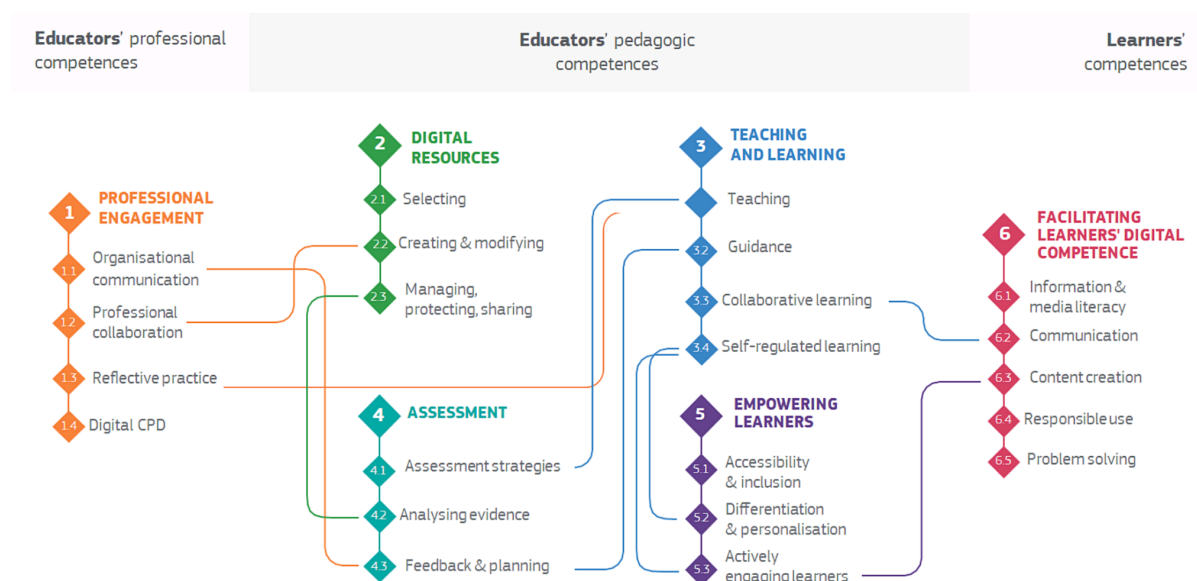 Educators' professional
competences
Educators' pedagogic
competences
Learners'
competences
1
PROFESSIONAL
ENGAGEMENT
1.1
Organisational
communication
1.2
Professional
collaboration
1.3
Reflective practice
1.4
Digital CPD
2
DIGITAL
RESOURCES
2.1
Selecting
2.2
Creating & modifying
2.3
Managing,
protecting, sharing
3
TEACHING
AND LEARNING
Teaching
3.2
Guidance
3.3
Collaborative learning
3.4
Self-regulated learning
4
ASSESSMENT
4.1
Assessment strategies
4.2
Analysing evidence
4.3
Feedback & planning
5
EMPOWERING
LEARNERS
5.1
Accessibility
& inclusion
5.2
Differentiation
& personalisation
5.3
Actively
engaging learners
6
FACILITATING
LEARNERS' DIGITAL
COMPETENCE
6.1
Information &
media literacy
6.2
Communication
6.3
Content creation
6.4
Responsible use
6.5
Problem solving